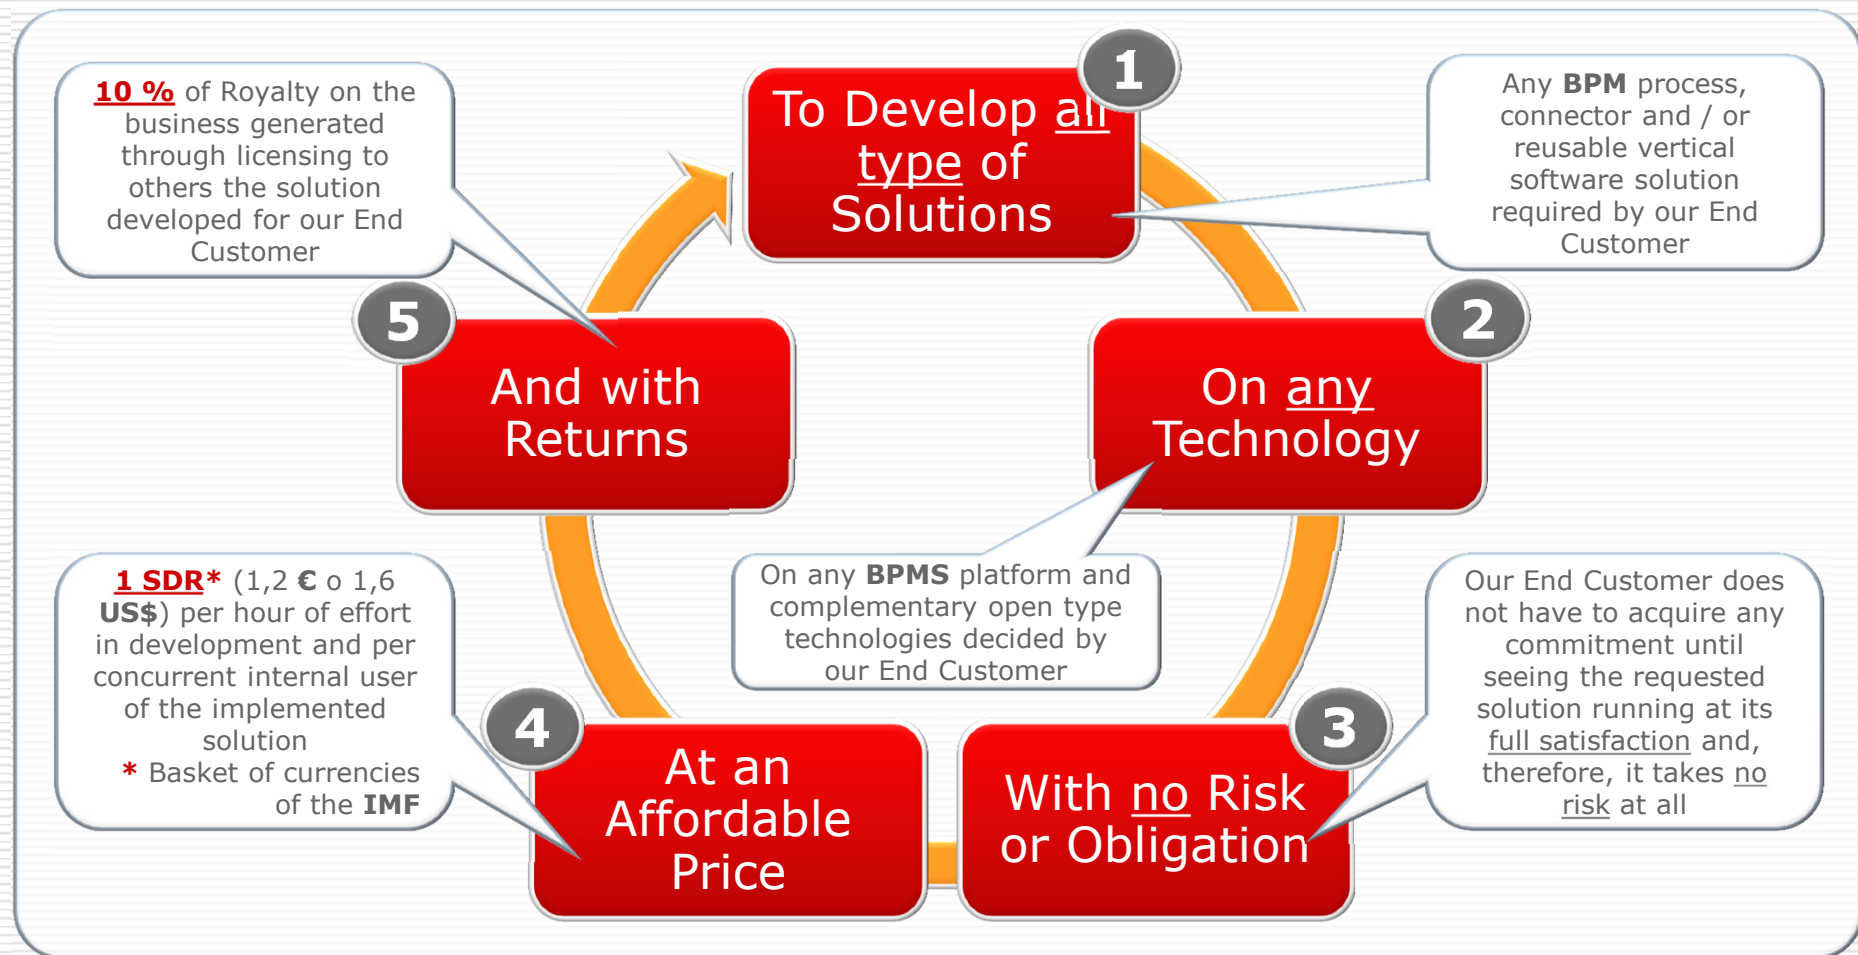 1
To Develop all
type of
Solutions
Any BPM process,
connector and / or
reusable vertical
software solution
required by our End
Customer
2
On any
Technology
On any BPMS platform and
complementary open type
technologies decided by
our End Customer
3
With no Risk
or Obligation
Our End Customer does
not have to acquire any
commitment until
seeing the requested
solution running at its
full satisfaction and,
therefore, it takes no
risk at all
4
At an
Affordable
Price
1 SDR* (1,2 € o 1,6
US$) per hour of effort
in development and per
concurrent internal user
of the implemented
solution
* Basket of currencies
of the IMF
5
And with
Returns
10 % of Royalty on the
business generated
through licensing to
others the solution
developed for our End
Customer